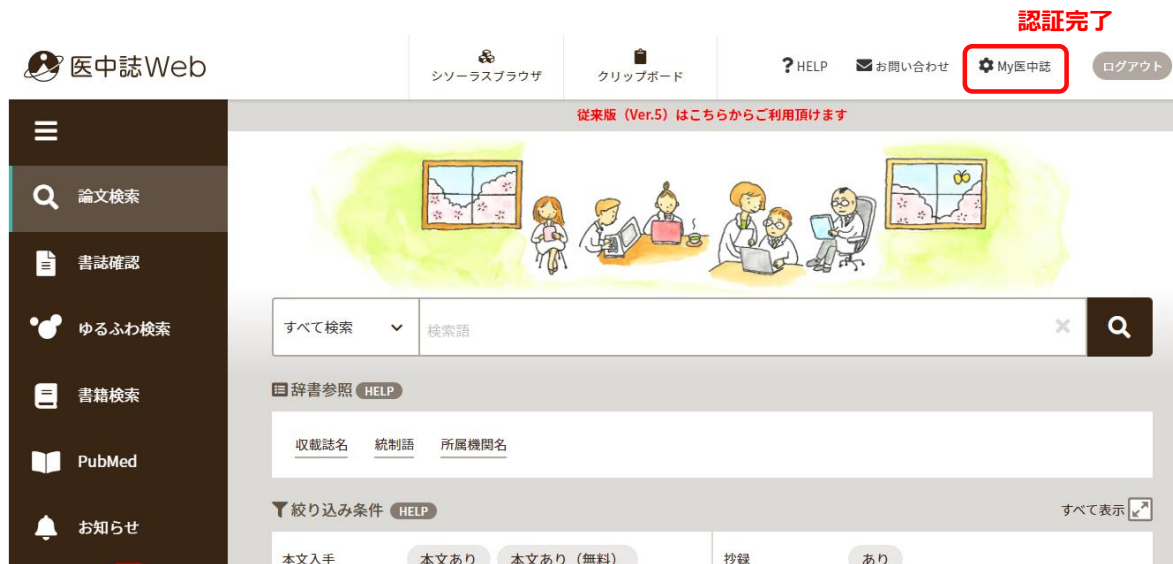 認証完了
医中誌Web
シソーラスブラウザ
クリップボード
? HELP
お問い合わせ
My医中誌
ログアウト
従来版（Ver.5）はこちらからご利用頂けます
論文検索
書誌確認
ゆるふわ検索
書籍検索
PubMed
お知らせ
すべて検索
検索語
辞書参照 HELP
収載誌名 統制語 所属機関名
絞り込み条件 HELP
すべて表示
本文入手 本文あり 本文あり（無料） 抄録 あり